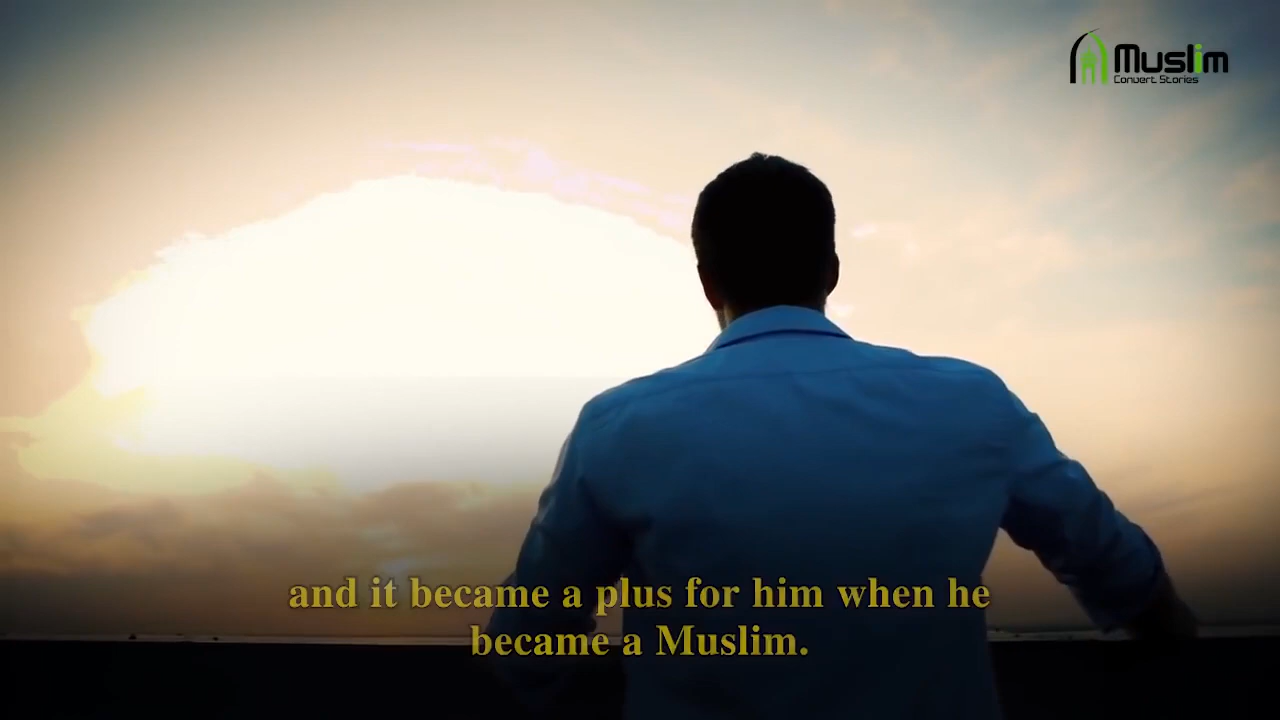 Muslim
Convert Stories
and it became a plus for him when he
became a Muslim.